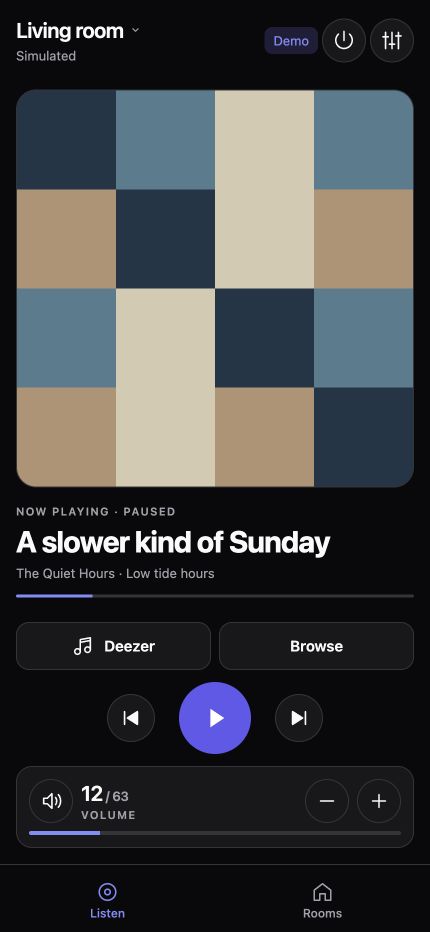 Living room
Simulated
Demo
NOW PLAYING · PAUSED
A slower kind of Sunday
The Quiet Hours · Low tide hours
Deezer
Browse
12 / 63
VOLUME
Listen
Rooms